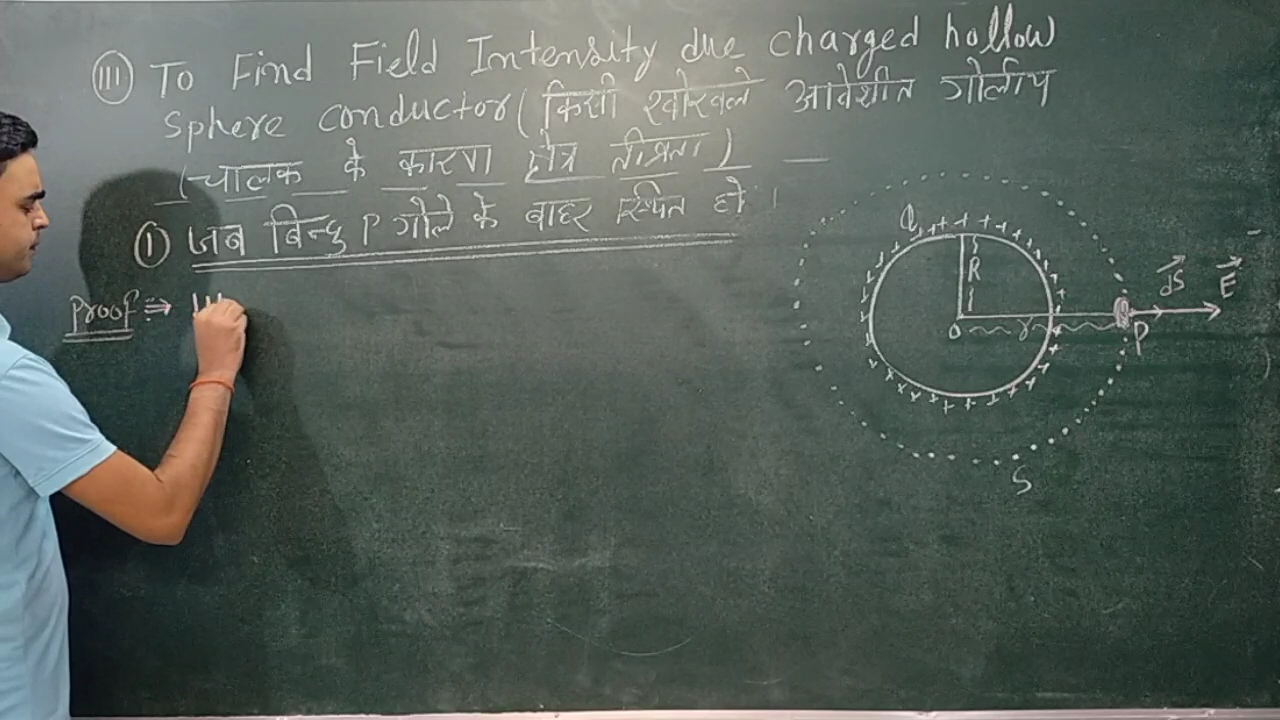 III To Find Field Intensity due charged hollow
Sphere conductor (किसी खोखले आवेशीत गोलीय
चालक के कारण क्षेत्र तीव्रता)
① जब बिन्दु P गोले के बाहर स्थित हो।
Proof ⇒
Q
R
O r P
dS E
S